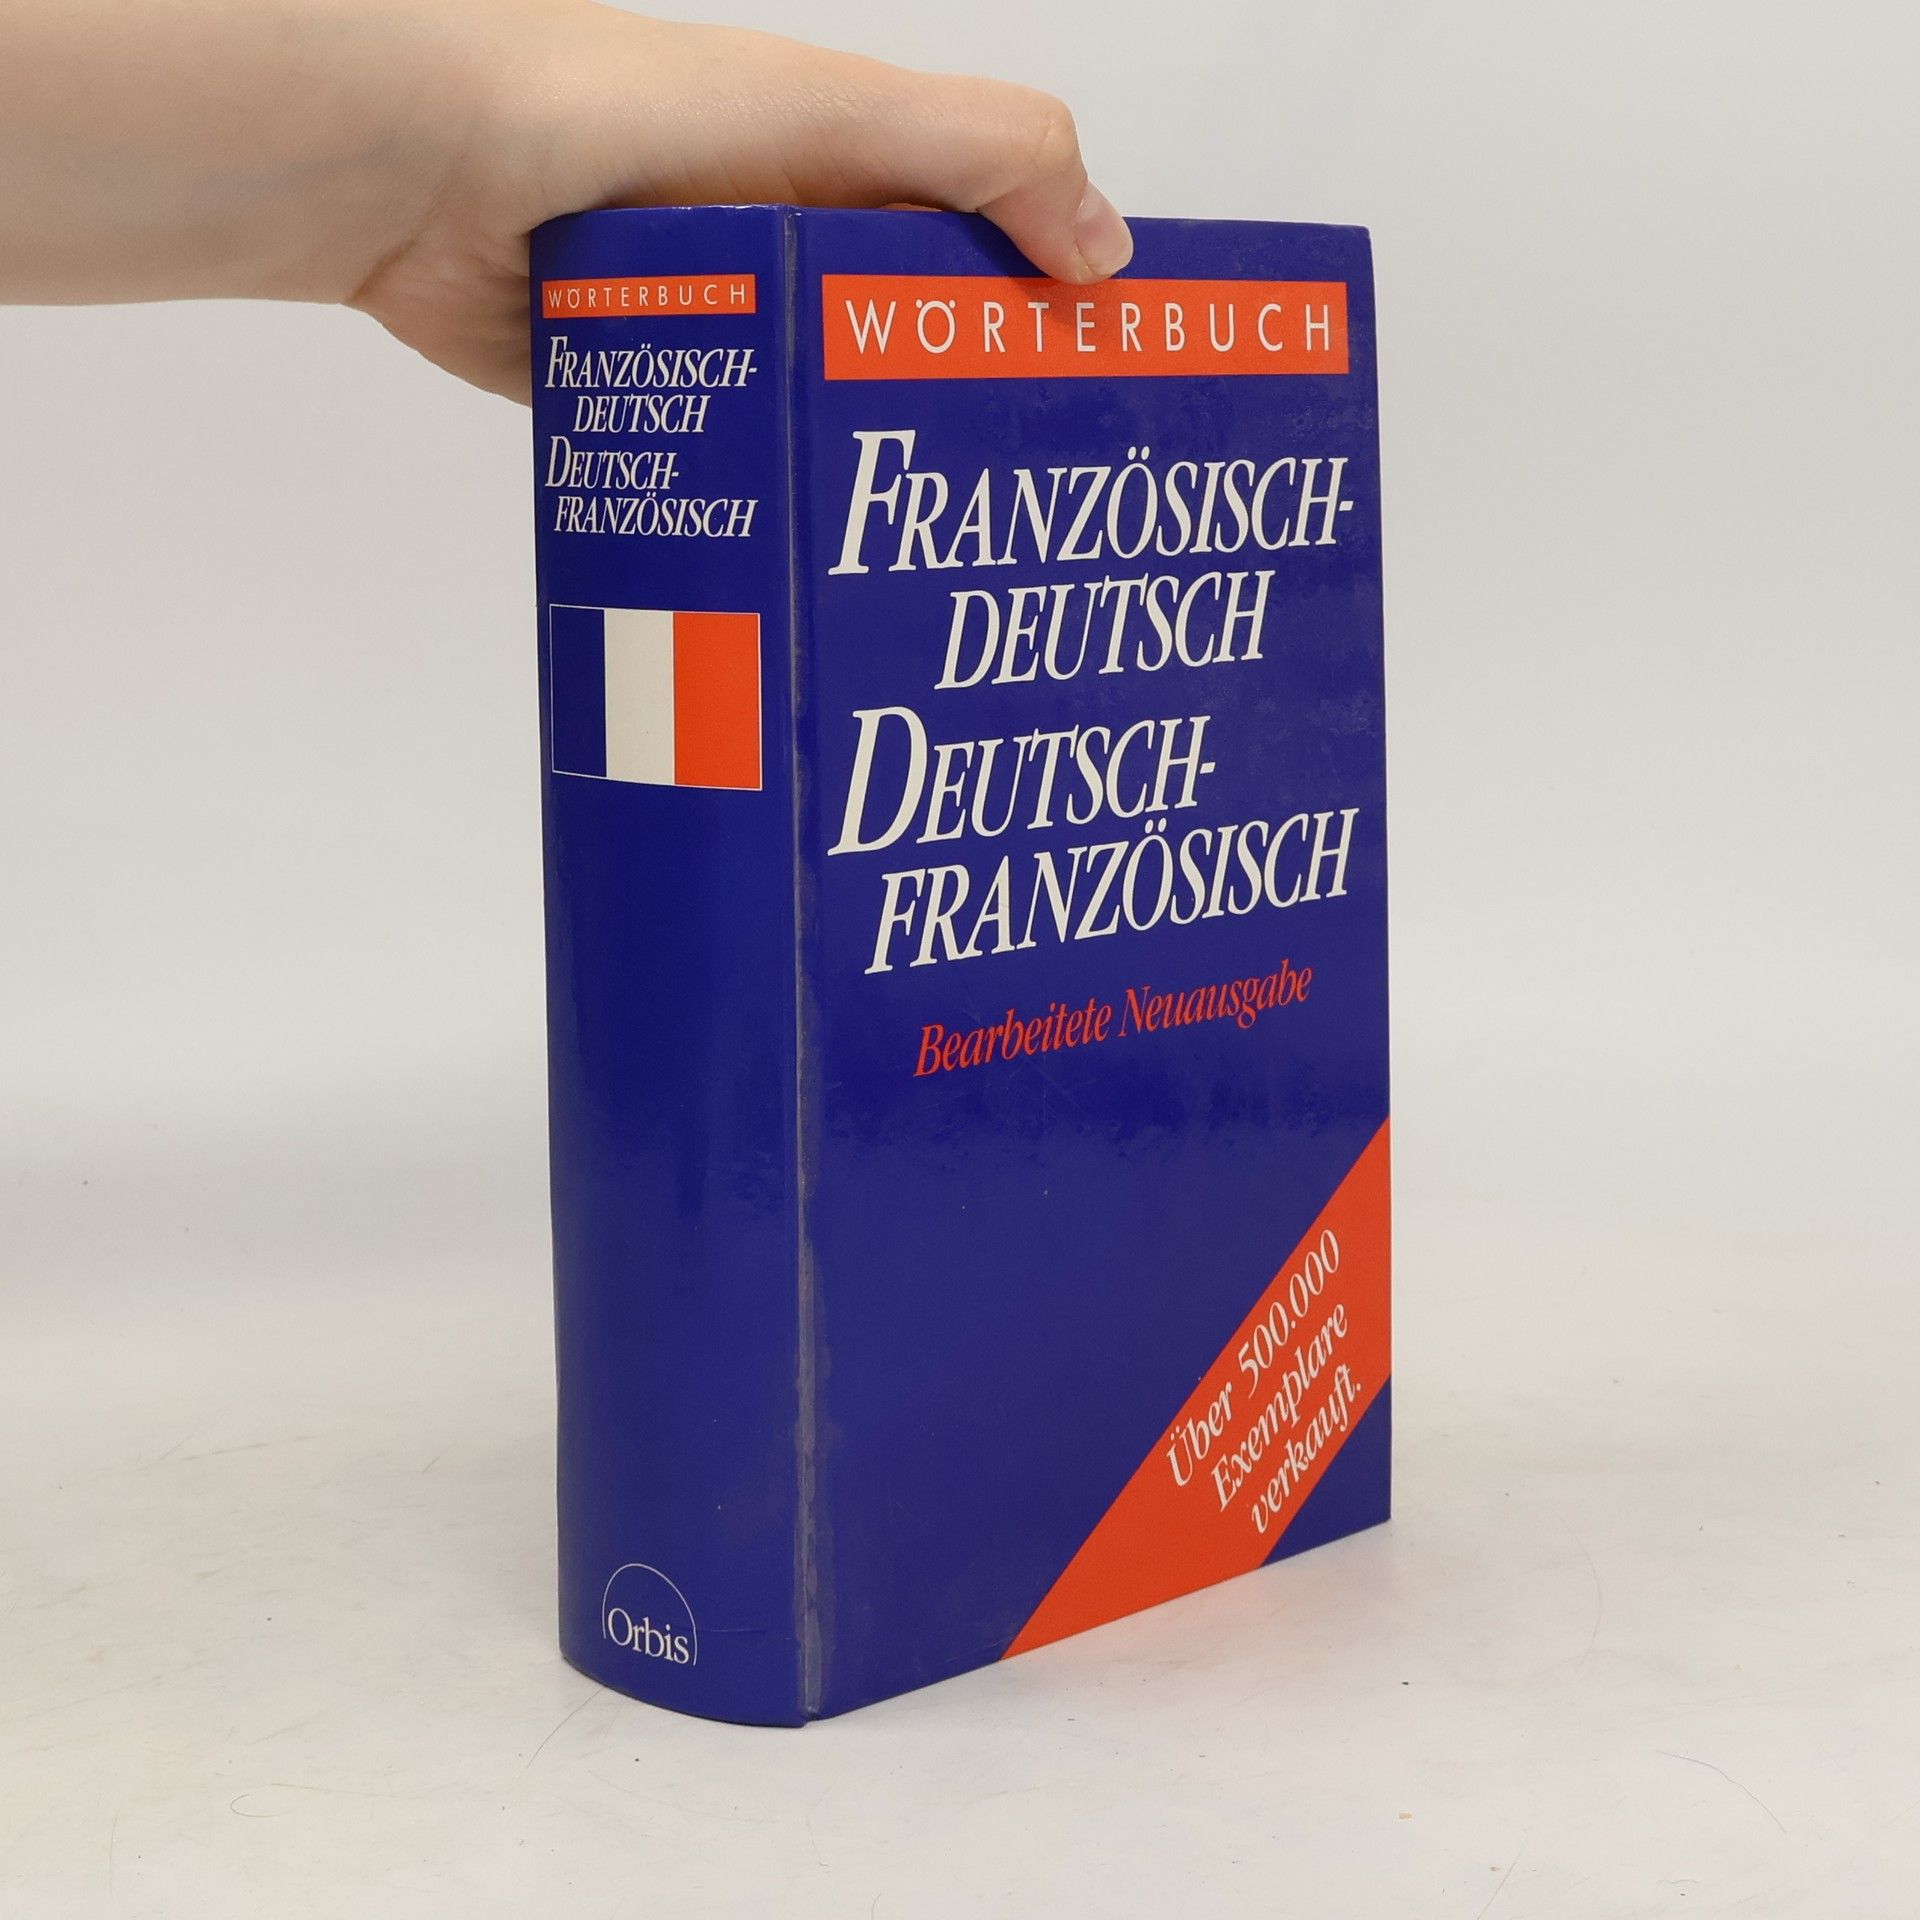 WÖRTERBUCH
FRANZÖSISCH-
DEUTSCH
DEUTSCH-
FRANZÖSISCH
Orbis
WÖRTERBUCH
FRANZÖSISCH-
DEUTSCH
DEUTSCH-
FRANZÖSISCH
Bearbeitete Neuausgabe
Über 500.000
Exemplare
verkauft.